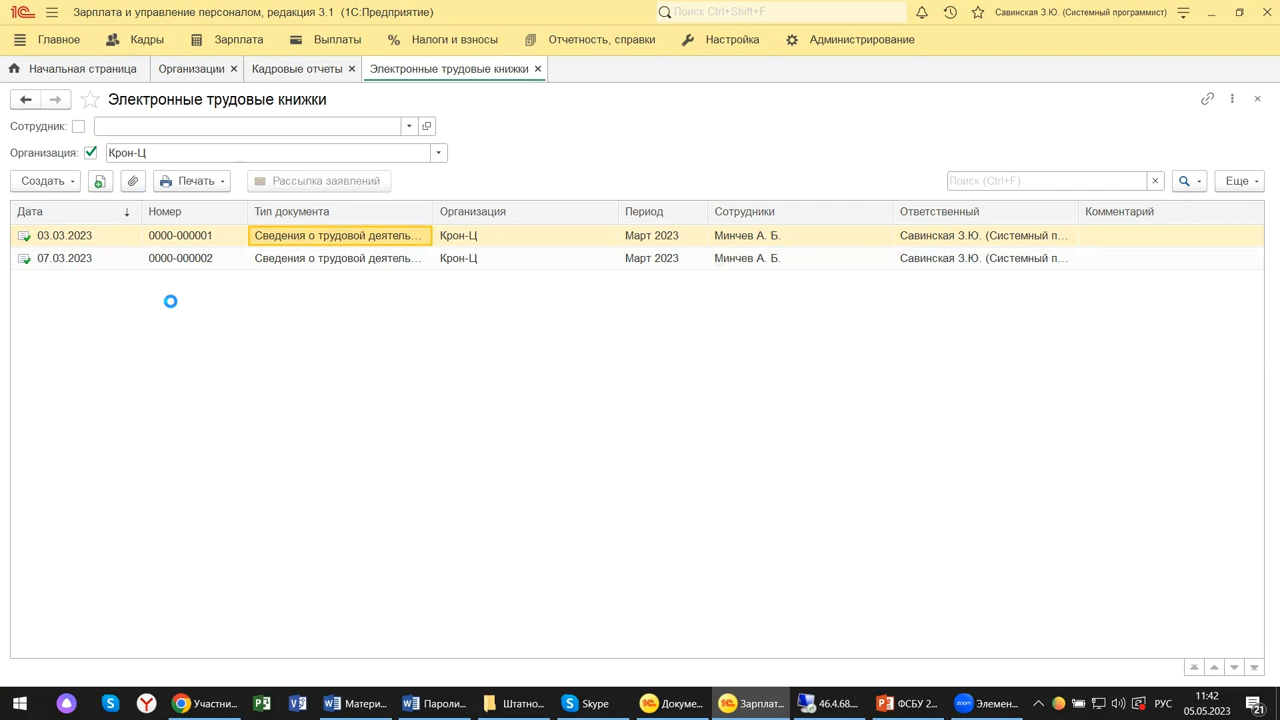 Зарплата и управление персоналом, редакция 3.1 (1С:Предприятие)
Поиск Ctrl+Shift+F
Савинская З.Ю. (Системный программист)
Главное
Кадры
Зарплата
Выплаты
Налоги и взносы
Отчетность, справки
Настройка
Администрирование
Начальная страница
Организации
Кадровые отчеты
Электронные трудовые книжки
Электронные трудовые книжки
Сотрудник:
Организация: Крон-Ц
Создать
Печать
Рассылка заявлений
Поиск (Ctrl+F)
Еще
Дата Номер Тип документа Организация Период Сотрудники Ответственный Комментарий
03.03.2023 0000-000001 Сведения о трудовой деятель... Крон-Ц Март 2023 Минчев А. Б. Савинская З.Ю. (Системный п...
07.03.2023 0000-000002 Сведения о трудовой деятель... Крон-Ц Март 2023 Минчев А. Б. Савинская З.Ю. (Системный п...
Участни...
Матери...
Пароли...
Штатно...
Skype
Докуме...
Зарплат...
46.4.68...
ФСБУ 2...
Элемен...
РУС
11:42
05.05.2023
21